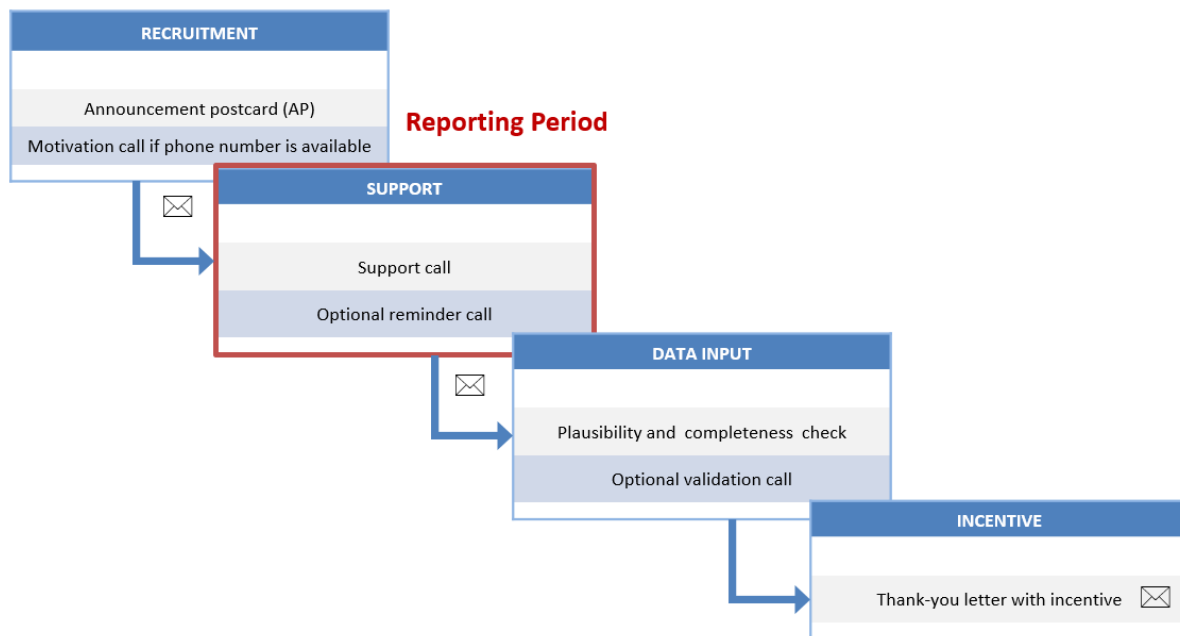 RECRUITMENT
Announcement postcard (AP)
Motivation call if phone number is available
Reporting Period
SUPPORT
Support call
Optional reminder call
DATA INPUT
Plausibility and completeness check
Optional validation call
INCENTIVE
Thank-you letter with incentive